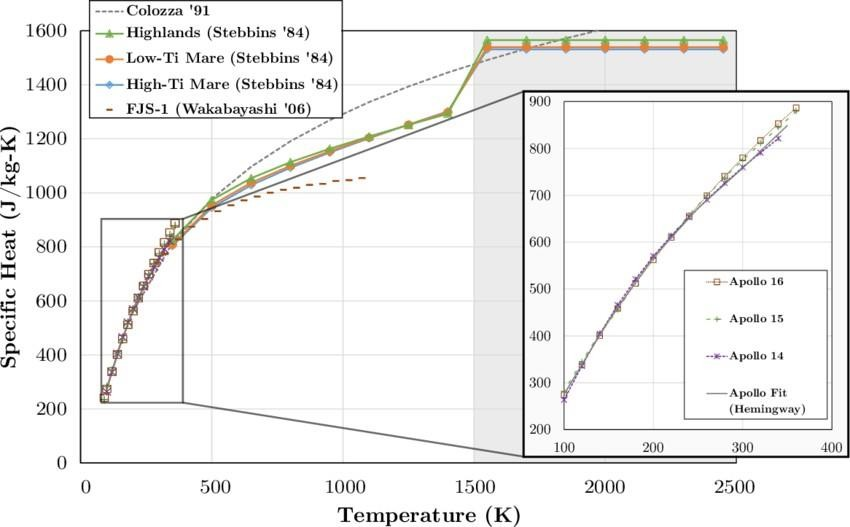 Colozza '91
Highlands (Stebbins '84)
Low-Ti Mare (Stebbins '84)
High-Ti Mare (Stebbins '84)
FJS-1 (Wakabayashi '06)
Specific Heat (J/kg-K)
1600
1400
1200
1000
800
600
400
200
0
0 500 1000 1500 2000 2500
Temperature (K)
900
800
700
600
500
400
300
200
100 200 300 400
Apollo 16
Apollo 15
Apollo 14
Apollo Fit
(Hemingway)